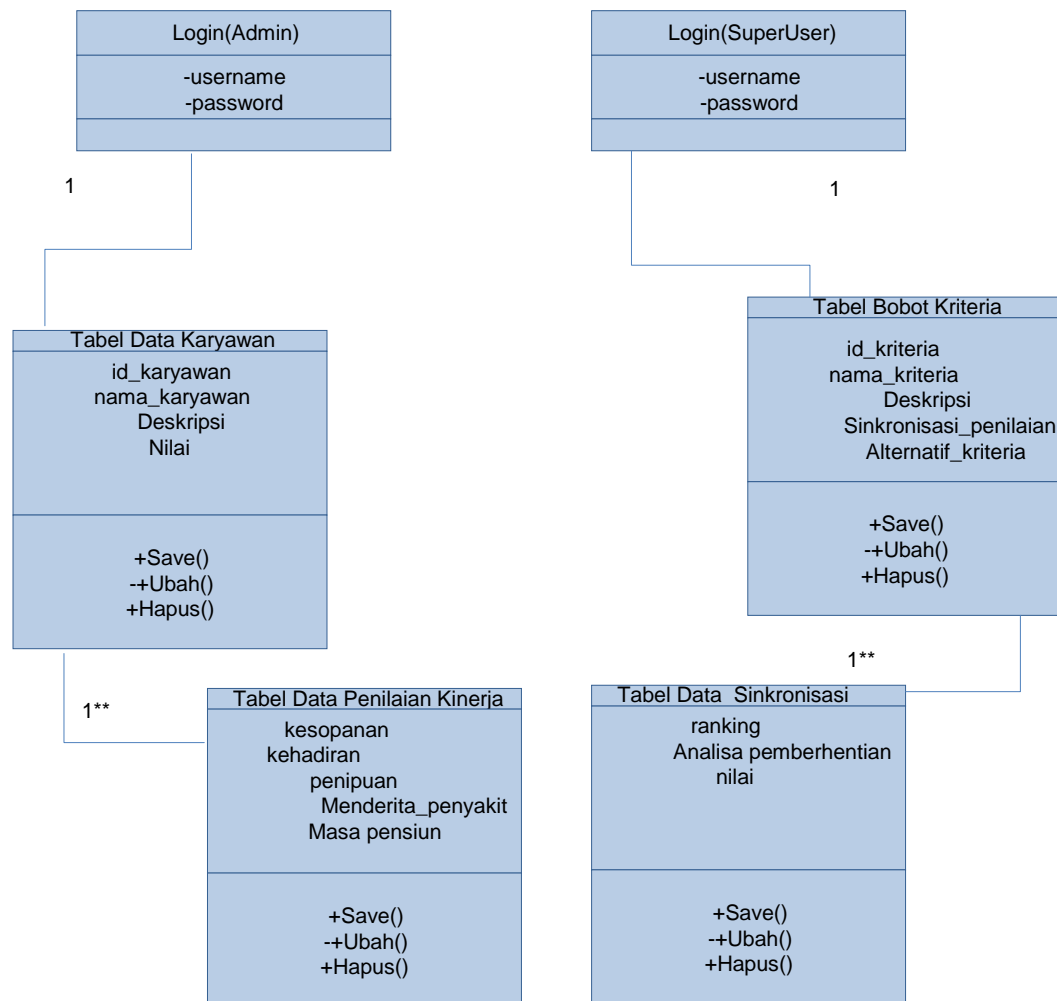 Login(Admin)
-username
-password
Login(SuperUser)
-username
-password
1
1
Tabel Data Karyawan
id_karyawan
nama_karyawan
Deskripsi
Nilai
+Save()
-+Ubah()
+Hapus()
Tabel Bobot Kriteria
id_kriteria
nama_kriteria
Deskripsi
Sinkronisasi_penilaian
Alternatif_kriteria
+Save()
-+Ubah()
+Hapus()
1**
1**
Tabel Data Penilaian Kinerja
kesopanan
kehadiran
penipuan
Menderita_penyakit
Masa pensiun
+Save()
-+Ubah()
+Hapus()
Tabel Data  Sinkronisasi
ranking
Analisa pemberhentian
nilai
+Save()
-+Ubah()
+Hapus()